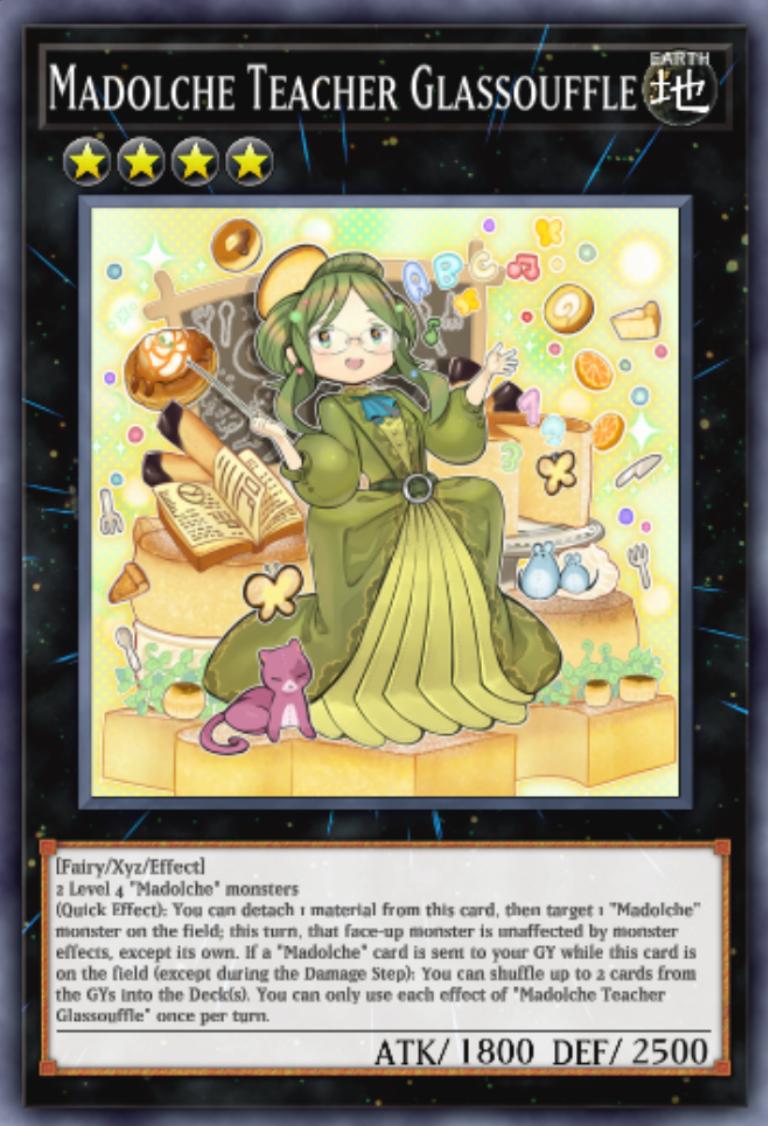 MADOLCHE TEACHER GLASSOUFFLE
EARTH
地
A B C
1 2
3
[Fairy/Xyz/Effect]
2 Level 4 "Madolche" monsters
(Quick Effect): You can detach 1 material from this card, then target 1 "Madolche"
monster on the field; this turn, that face-up monster is unaffected by monster
effects, except its own. If a "Madolche" card is sent to your GY while this card is
on the field (except during the Damage Step): You can shuffle up to 2 cards from
the GYs into the Deck(s). You can only use each effect of "Madolche Teacher
Glassouffle" once per turn.
ATK/ 1800 DEF/ 2500